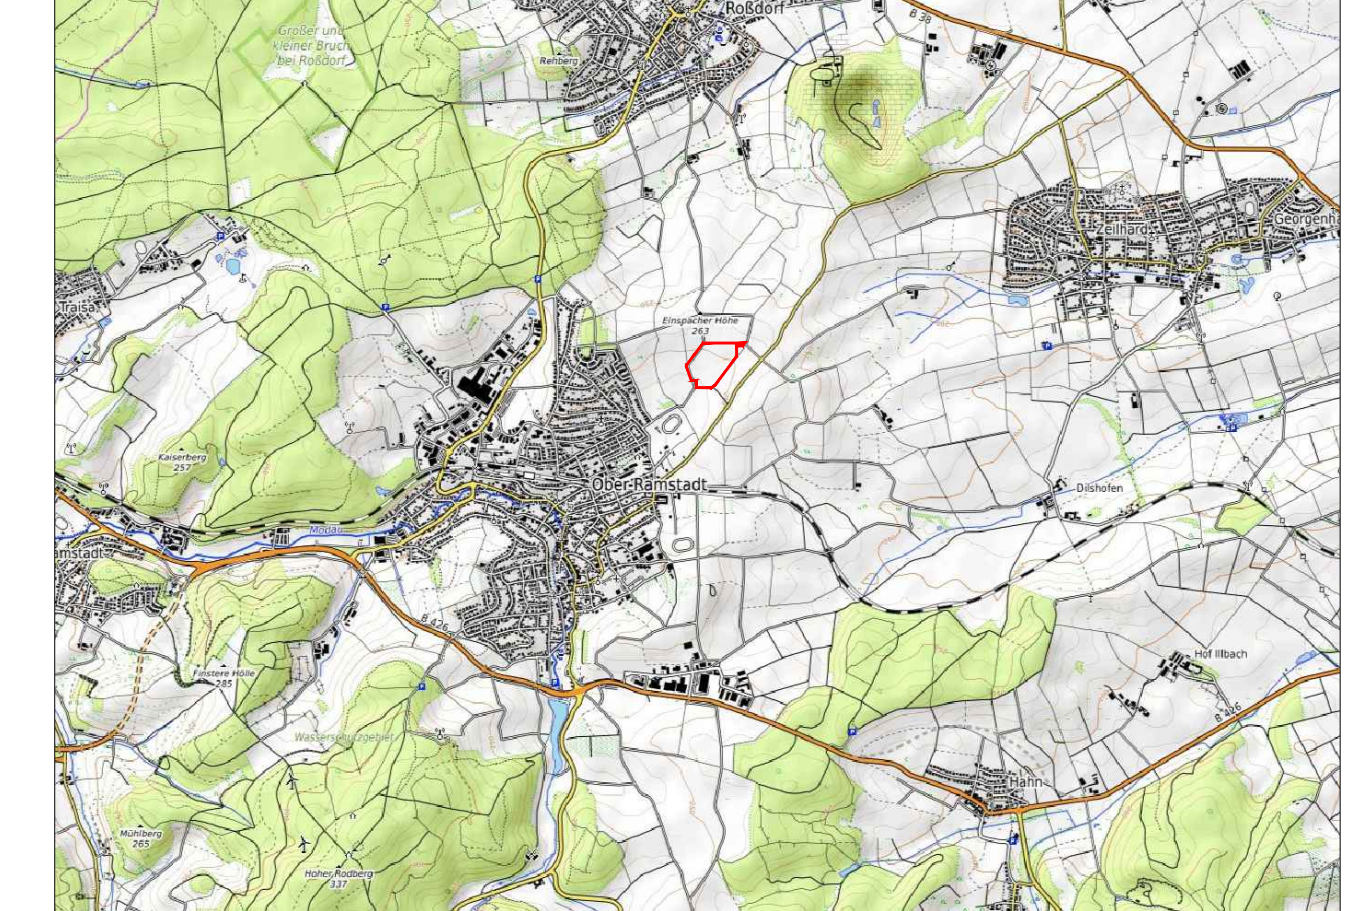 Roßdorf
B 38
Großer und
kleiner Bruch
bei Roßdorf
Rehberg
Zeilhard
Georgenha
Traisa
Einspacher Höhe
263
Kaiserberg
257
Ober-Ramstadt
Dilshofen
Modau
amstadt
B 426
Hof Illbach
Finstere Hölle
285
B 426
Wasserschutzgebiet
Hahn
Mühlberg
265
Hoher Rodberg
337